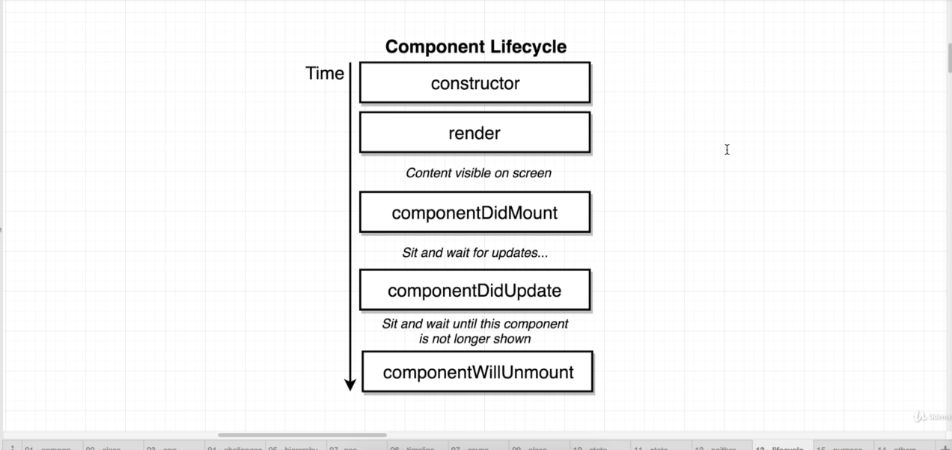 Component Lifecycle
Time
constructor
render
Content visible on screen
componentDidMount
Sit and wait for updates...
componentDidUpdate
Sit and wait until this component
is not longer shown
componentWillUnmount